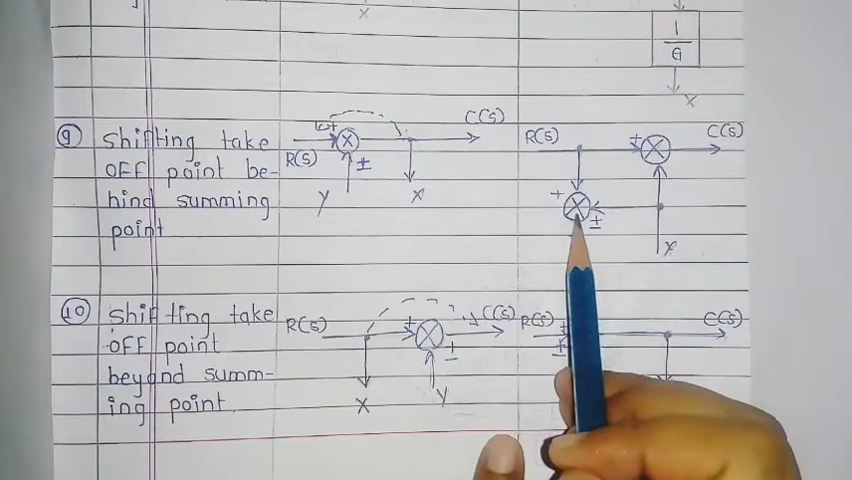 X
1
G
X
9 shifting take
OFF point be-
hind summing
point
R(s) + ± C(s)
Y X
R(s) + C(s)
+ ±
Y
10 shifting take
OFF point
beyond summ-
ing point
R(s) + ± C(s)
X Y
R(s) + ± C(s)